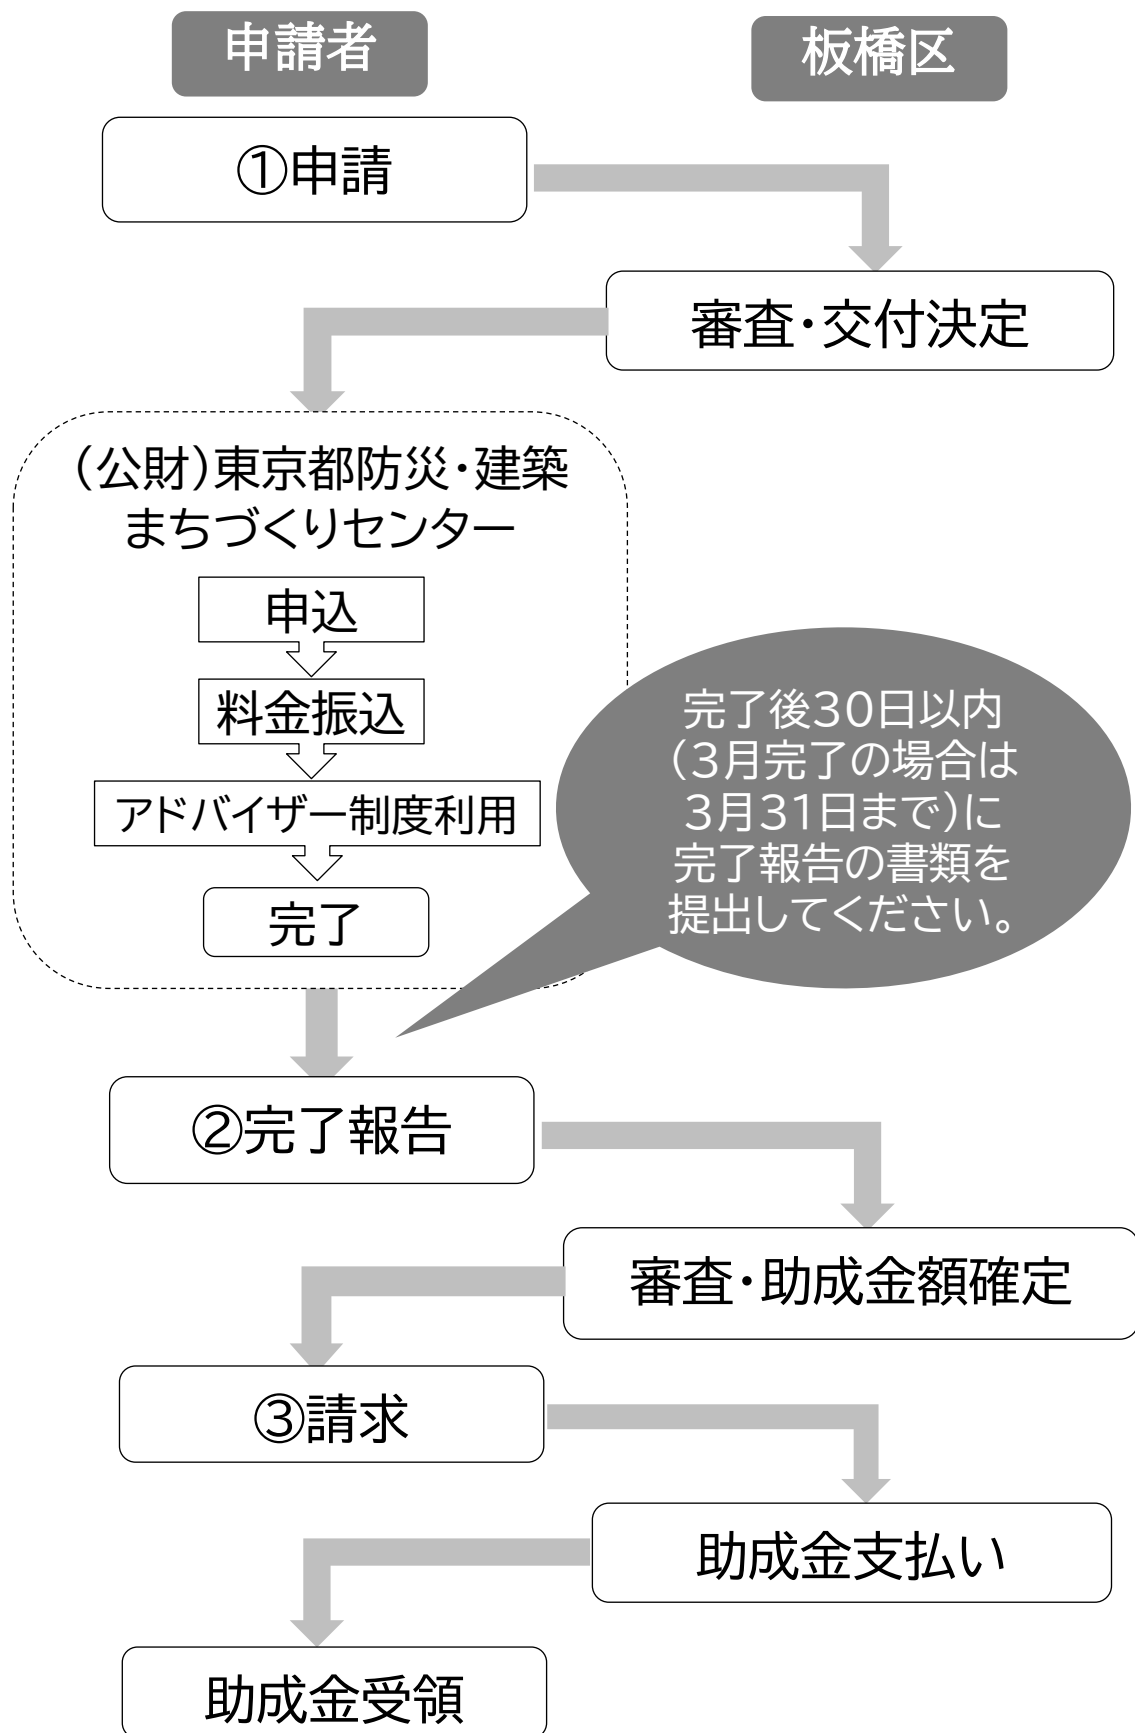 申請者
板橋区
①申請
審査・交付決定
（公財）東京都防災・建築
まちづくりセンター
申込
料金振込
アドバイザー制度利用
完了
完了後３０日以内
（３月完了の場合は
３月３１日まで）に
完了報告の書類を
提出してください。
②完了報告
審査・助成金額確定
③請求
助成金支払い
助成金受領